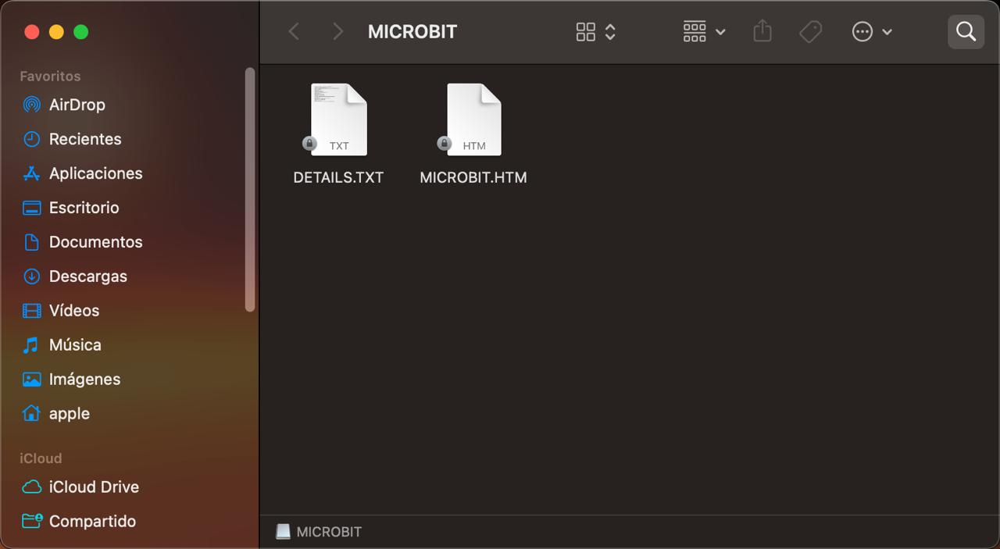 MICROBIT
Favoritos
AirDrop
Recientes
Aplicaciones
Escritorio
Documentos
Descargas
Vídeos
Música
Imágenes
apple
iCloud
iCloud Drive
Compartido
TXT
HTM
DETAILS.TXT
MICROBIT.HTM
MICROBIT